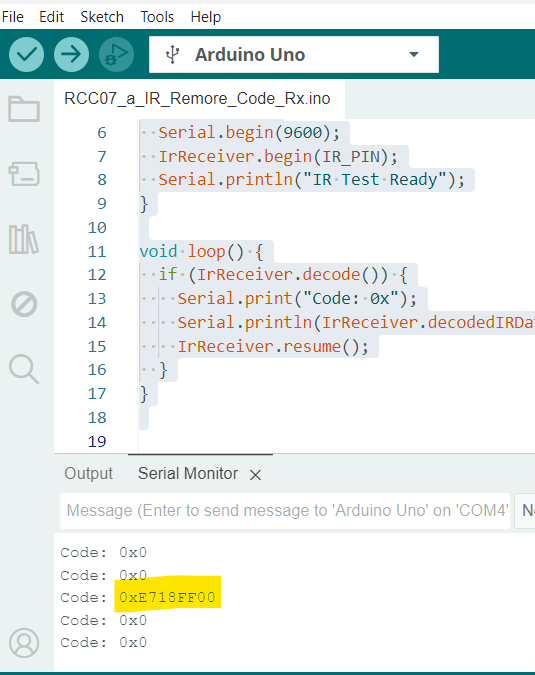 File Edit Sketch Tools Help
Arduino Uno
RCC07_a_IR_Remore_Code_Rx.ino
6 Serial.begin(9600);
7 IrReceiver.begin(IR_PIN);
8 Serial.println("IR Test Ready");
9 }
10
11 void loop() {
12 if (IrReceiver.decode()) {
13 Serial.print("Code: 0x");
14 Serial.println(IrReceiver.decodedIRDa
15 IrReceiver.resume();
16 }
17 }
18
19
Output Serial Monitor
Message (Enter to send message to 'Arduino Uno' on 'COM4'
Code: 0x0
Code: 0x0
Code: 0xE718FF00
Code: 0x0
Code: 0x0